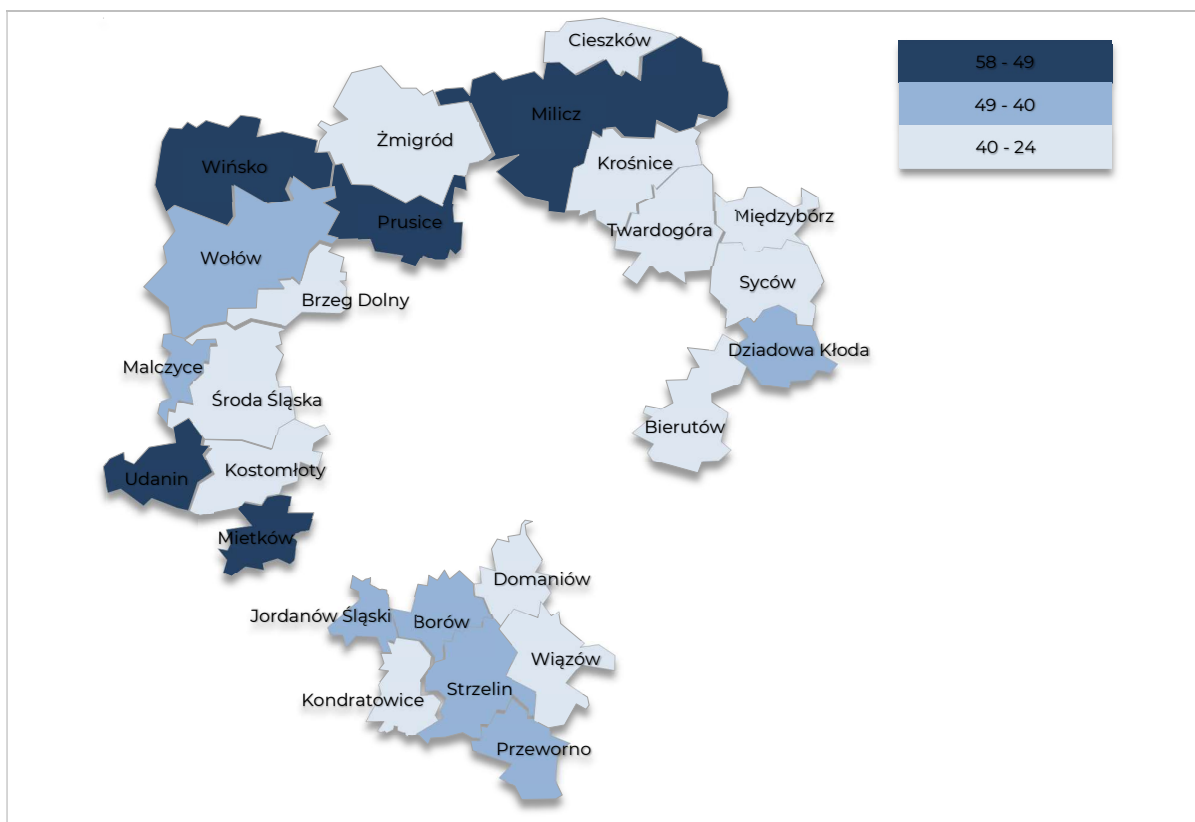 Cieszków
58 - 49
49 - 40
40 - 24
Milicz
Żmigród
Krośnice
Wińsko
Międzybórz
Prusice
Twardogóra
Wołów
Syców
Brzeg Dolny
Dziadowa Kłoda
Malczyce
Środa Śląska
Bierutów
Kostomłoty
Udanin
Mietków
Domaniów
Jordanów Śląski
Borów
Wiązów
Strzelin
Kondratowice
Przeworno